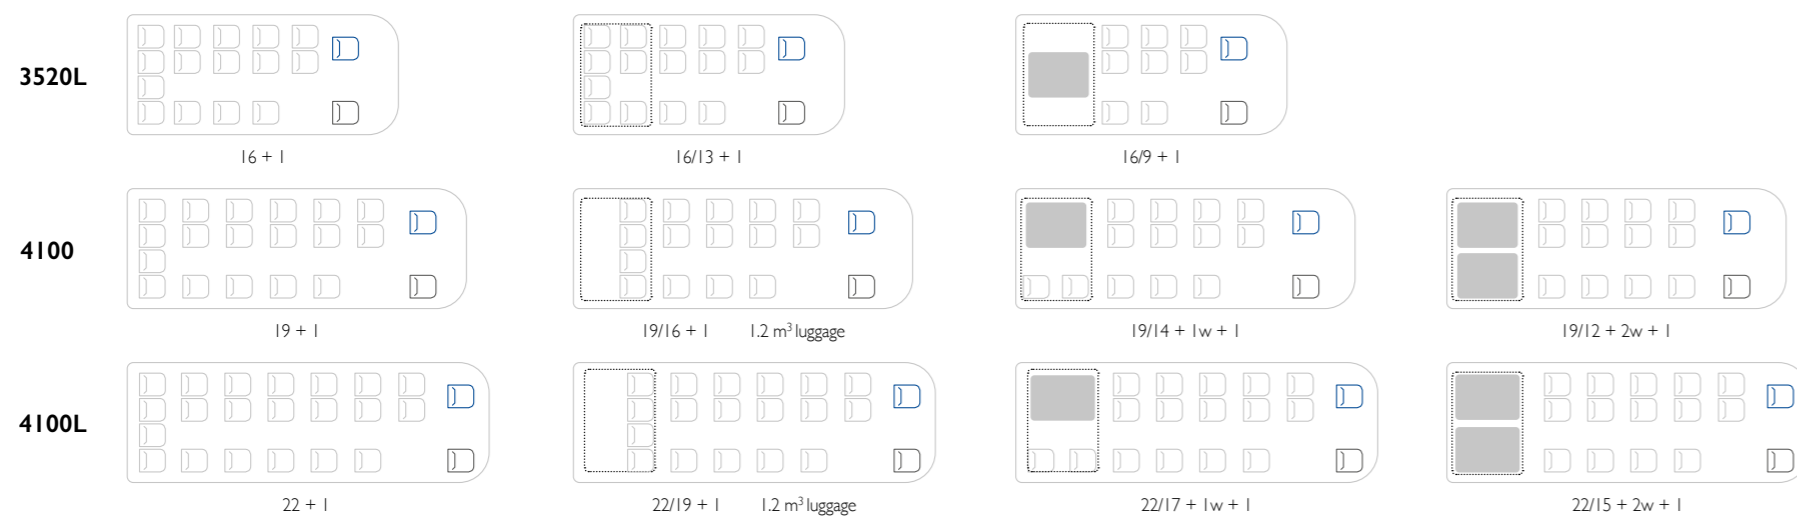 3520L
16 + 1
16/13 + 1
16/9 + 1
4100
19 + 1
19/16 + 1 1.2 m³ luggage
19/14 + 1w + 1
19/12 + 2w + 1
4100L
22 + 1
22/19 + 1 1.2 m³ luggage
22/17 + 1w + 1
22/15 + 2w + 1